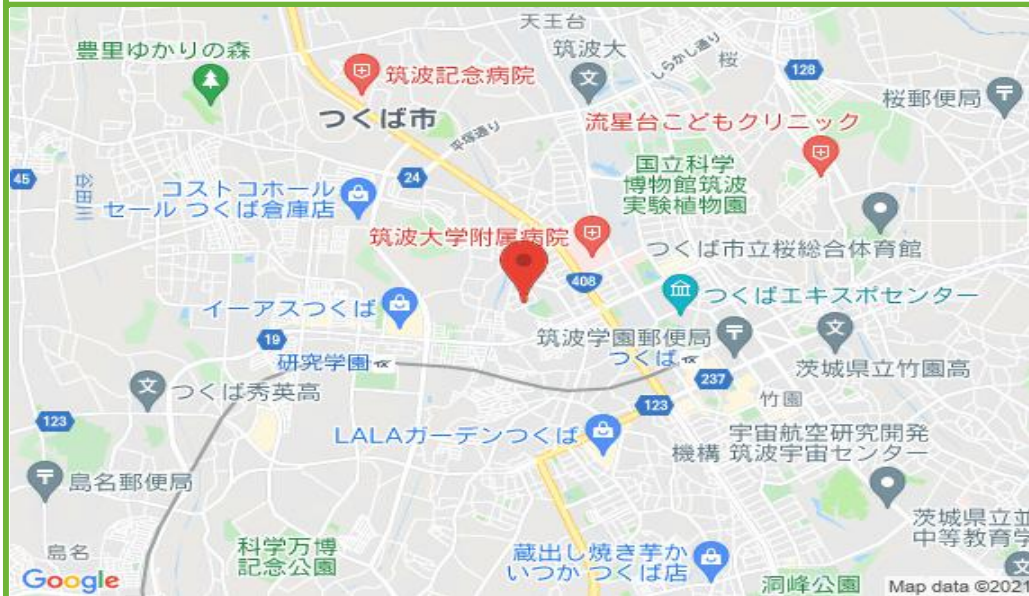 天王台
豊里ゆかりの森
筑波大
しらかし通り
桜
筑波記念病院
128
桜郵便局
つくば市
平塚通り
流星台こどもクリニック
45
谷田川
24
国立科学
博物館筑波
実験植物園
コストコホール
セール つくば倉庫店
筑波大学附属病院
つくば市立桜総合体育館
408
つくばエキスポセンター
イーアスつくば
19
筑波学園郵便局
研究学園
つくば
茨城県立竹園高
237
つくば秀英高
123
竹園
123
LALAガーデンつくば
宇宙航空研究開発
機構 筑波宇宙センター
島名郵便局
茨城県立並
中等教育学
島名
科学万博
記念公園
蔵出し焼き芋か
いつか つくば店
洞峰公園
Google
Map data ©2021